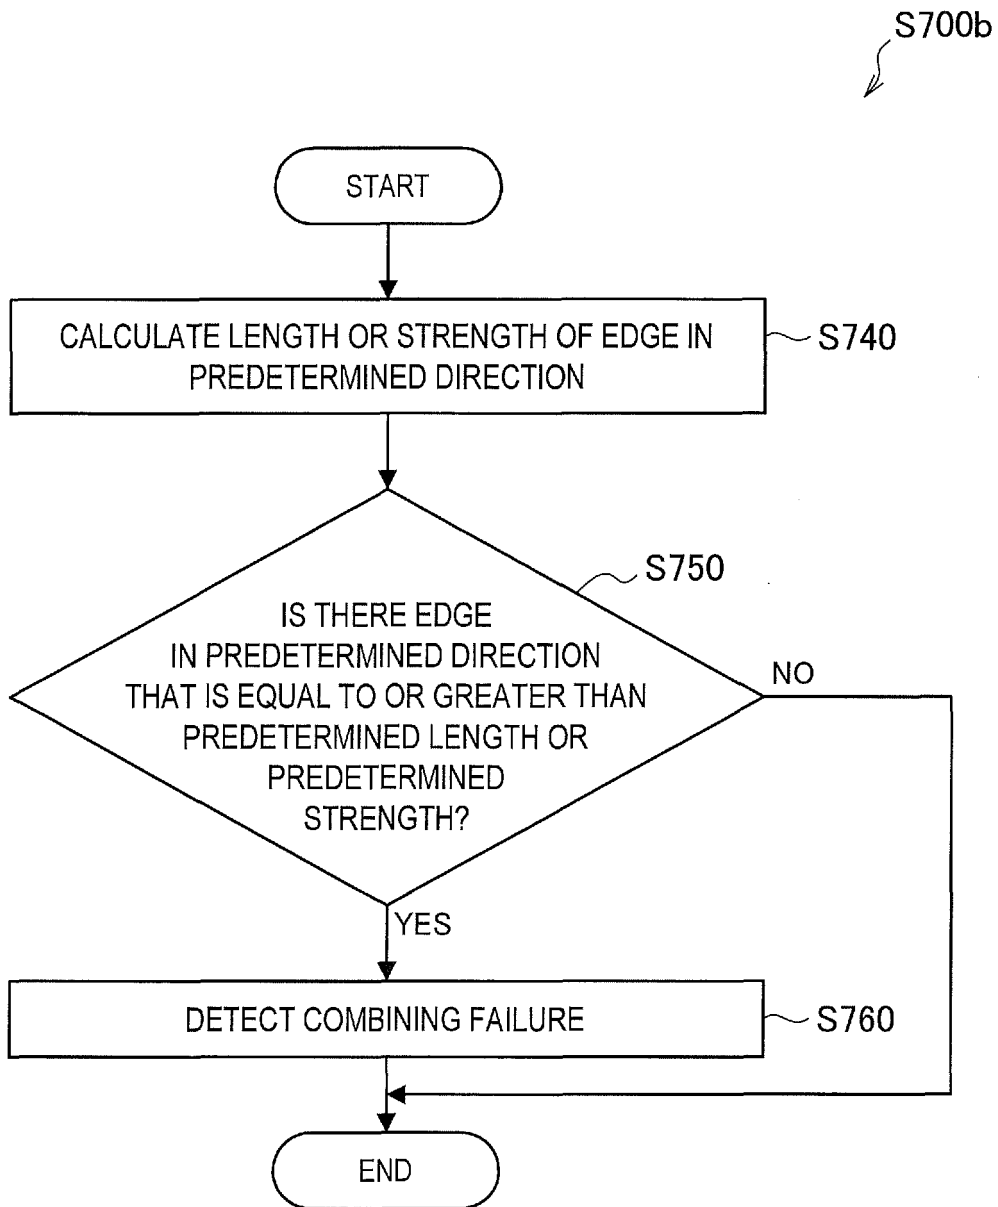 S700b
START
CALCULATE LENGTH OR STRENGTH OF EDGE IN
PREDETERMINED DIRECTION
S740
S750
IS THERE EDGE
IN PREDETERMINED DIRECTION
THAT IS EQUAL TO OR GREATER THAN
PREDETERMINED LENGTH OR
PREDETERMINED
STRENGTH?
NO
YES
DETECT COMBINING FAILURE
S760
END